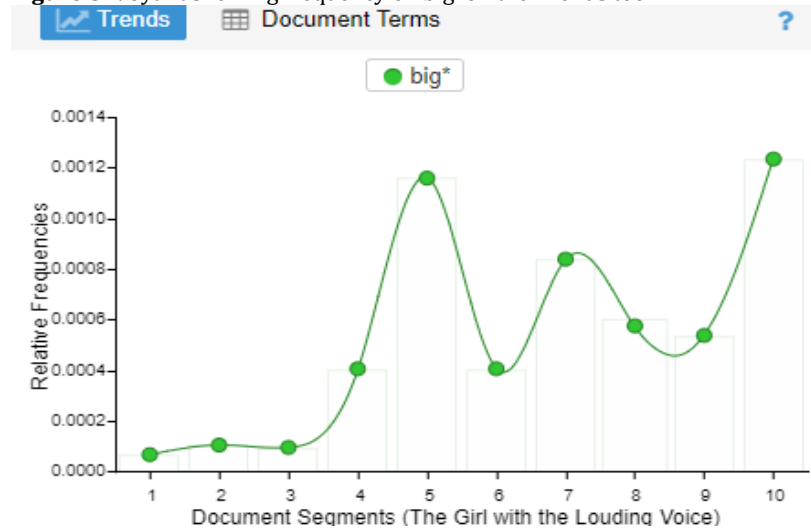 Trends Document Terms ?
big*
0.0014
0.0012
0.0010
0.0008
0.0006
0.0004
0.0002
0.0000
Relative Frequencies
1 2 3 4 5 6 7 8 9 10
Document Segments (The Girl with the Louding Voice)